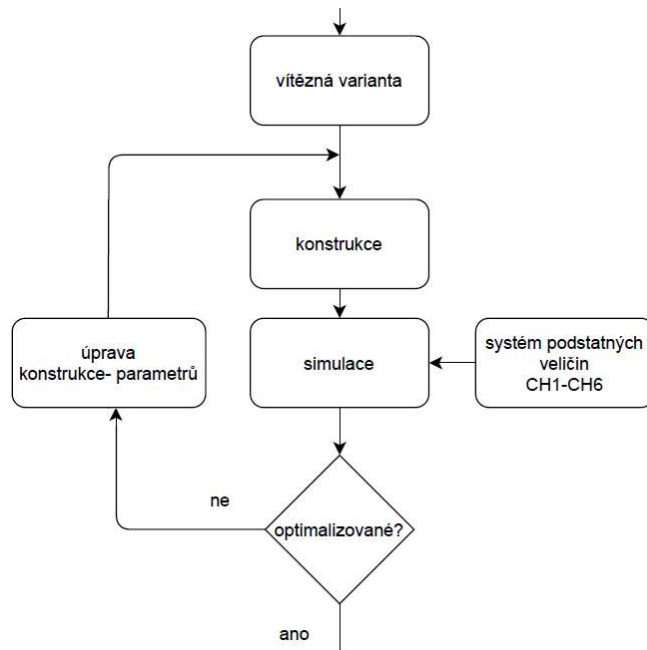 vítězná varianta
konstrukce
úprava
konstrukce- parametrů
simulace
systém podstatných
veličin
CH1-CH6
ne
optimalizované?
ano